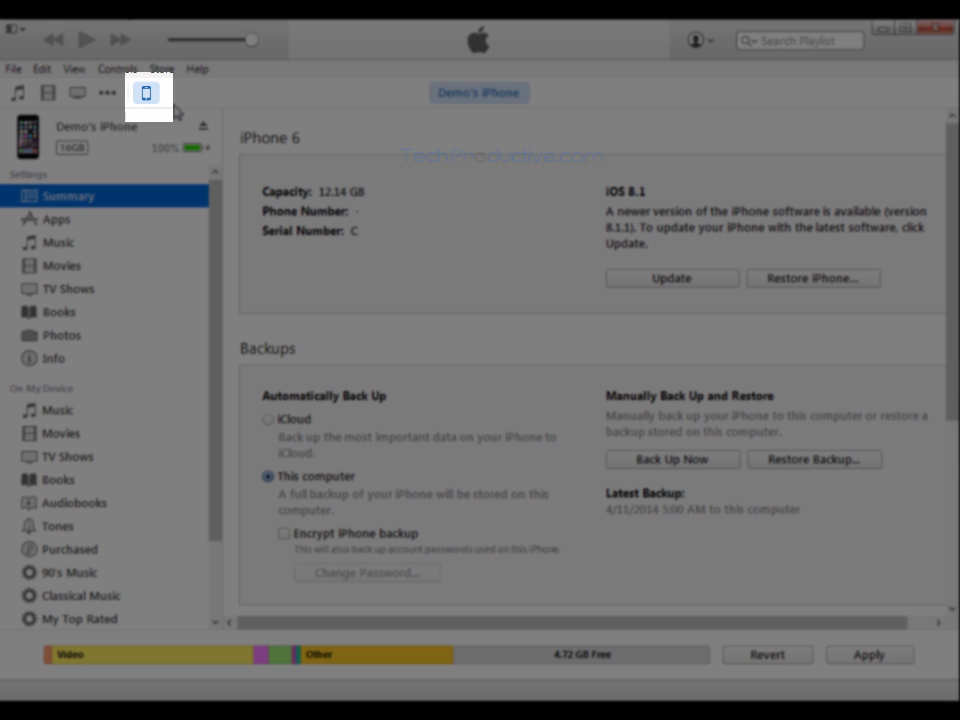 Search Playlist
File Edit View Controls Store Help
Demo's iPhone
Demo's iPhone
16GB 100%
Settings
Summary
Apps
Music
Movies
TV Shows
Books
Photos
Info
On My Device
Music
Movies
TV Shows
Books
Audiobooks
Tones
Purchased
90's Music
Classical Music
My Top Rated
iPhone 6
TechProductive.com
Capacity: 12.14 GB
Phone Number:
Serial Number: C
iOS 8.1
A newer version of the iPhone software is available (version
8.1.1). To update your iPhone with the latest software, click
Update.
Update Restore iPhone...
Backups
Automatically Back Up
iCloud
Back up the most important data on your iPhone to
iCloud.
This computer
A full backup of your iPhone will be stored on this
computer.
Encrypt iPhone backup
This will also back up account passwords used on this iPhone.
Change Password...
Manually Back Up and Restore
Manually back up your iPhone to this computer or restore a
backup stored on this computer.
Back Up Now Restore Backup...
Latest Backup:
4/11/2014 5:00 AM to this computer
Video Other 4.72 GB Free Revert Apply